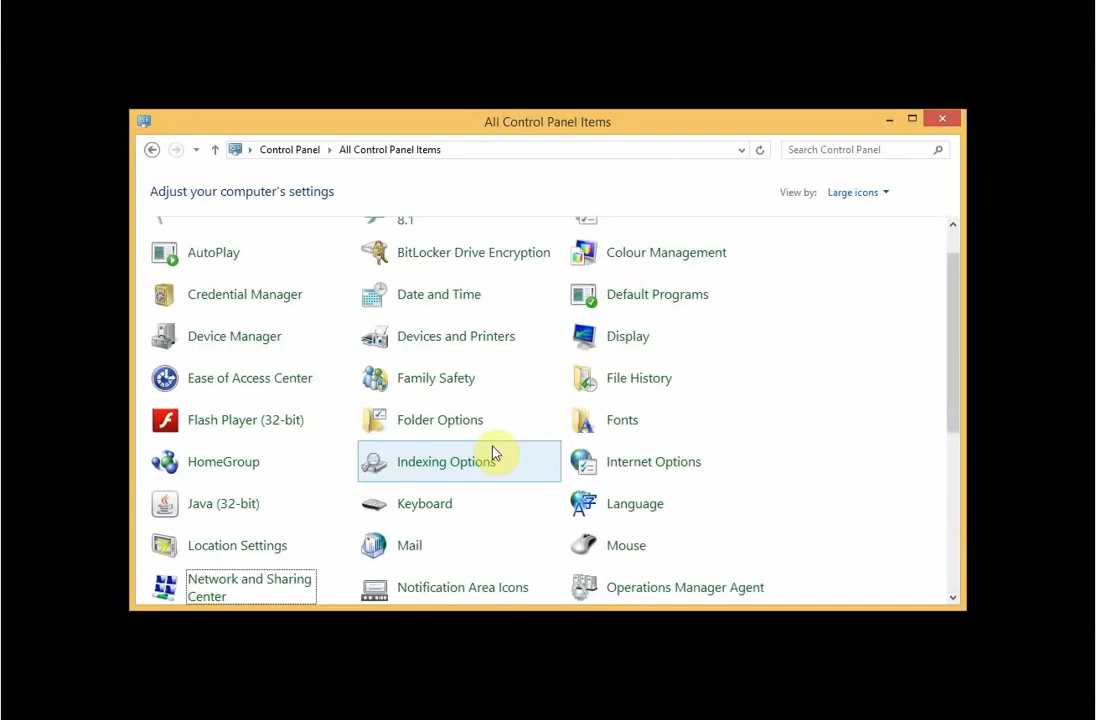 All Control Panel Items
Control Panel All Control Panel Items
Search Control Panel
Adjust your computer's settings
View by: Large icons
8.1
AutoPlay
BitLocker Drive Encryption
Colour Management
Credential Manager
Date and Time
Default Programs
Device Manager
Devices and Printers
Display
Ease of Access Center
Family Safety
File History
Flash Player (32-bit)
Folder Options
Fonts
HomeGroup
Indexing Options
Internet Options
Java (32-bit)
Keyboard
Language
Location Settings
Mail
Mouse
Network and Sharing
Center
Notification Area Icons
Operations Manager Agent